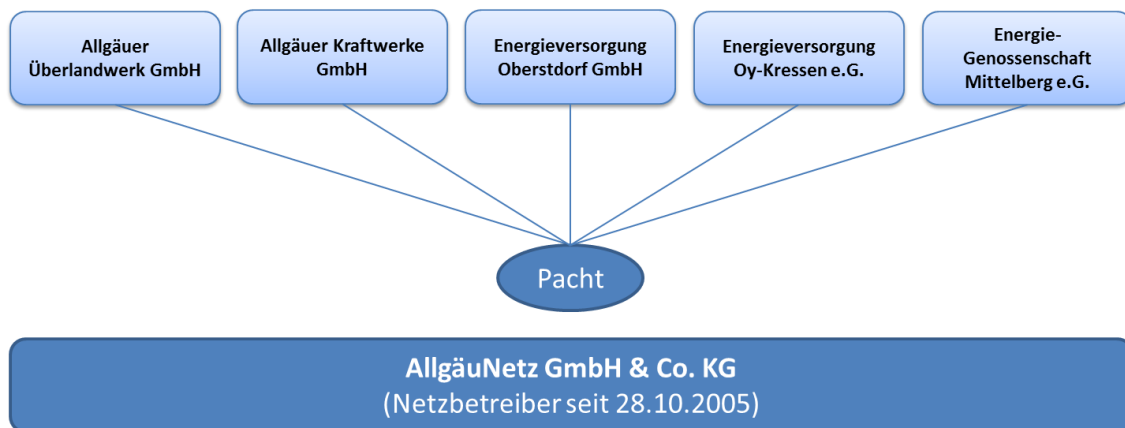 Allgäuer
Überlandwerk GmbH
Allgäuer Kraftwerke
GmbH
Energieversorgung
Oberstdorf GmbH
Energieversorgung
Oy-Kressen e.G.
Energie-
Genossenschaft
Mittelberg e.G.
Pacht
AllgäuNetz GmbH & Co. KG
(Netzbetreiber seit 28.10.2005)